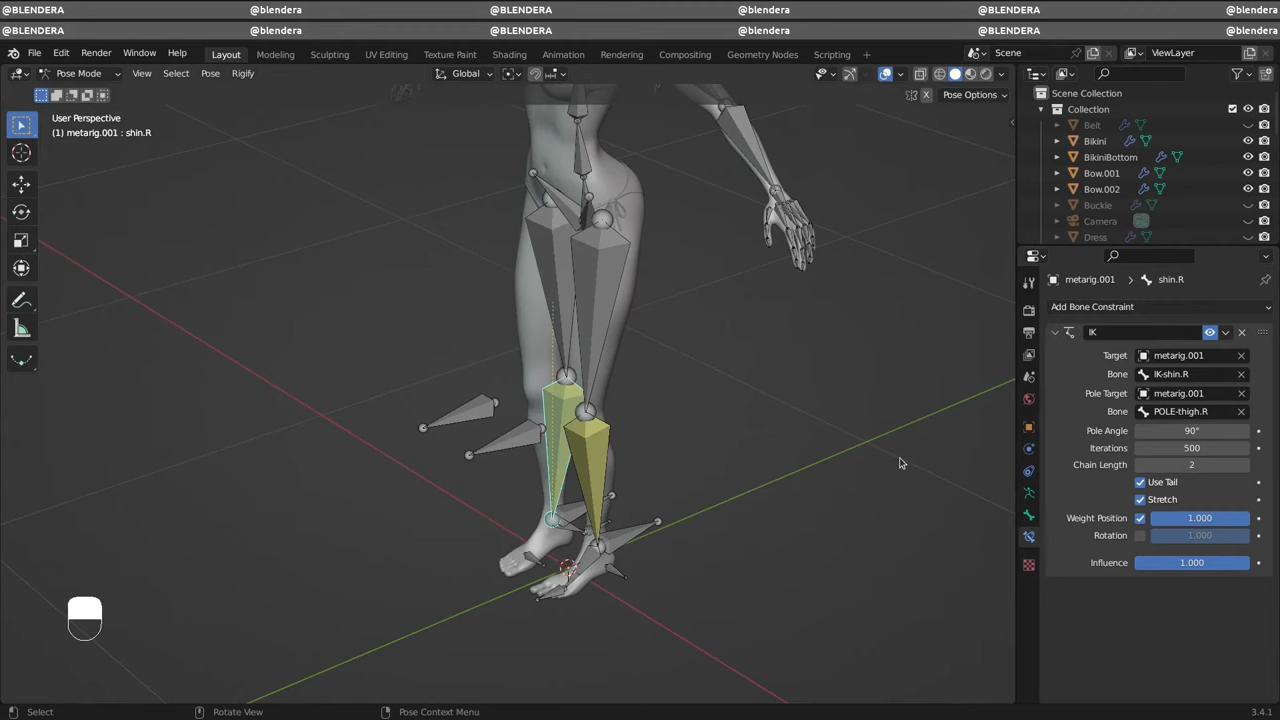 @BLENDERA @blendera @BLENDERA @blendera @BLENDERA @blendera
@BLENDERA @blendera @BLENDERA @blendera @BLENDERA @blendera
File Edit Render Window Help Layout Modeling Sculpting UV Editing Texture Paint Shading Animation Rendering Compositing Geometry Nodes Scripting + Scene ViewLayer
Pose Mode View Select Pose Rigify Global
X Pose Options
User Perspective
(1) metarig.001 : shin.R
Scene Collection
Collection
Belt
Bikini
BikiniBottom
Bow.001
Bow.002
Buckle
Camera
Dress
metarig.001 shin.R
Add Bone Constraint
IK
Target metarig.001
Bone IK-shin.R
Pole Target metarig.001
Bone POLE-thigh.R
Pole Angle 90°
Iterations 500
Chain Length 2
Use Tail
Stretch
Weight Position 1.000
Rotation 1.000
Influence 1.000
Select Rotate View Pose Context Menu 3.4.1